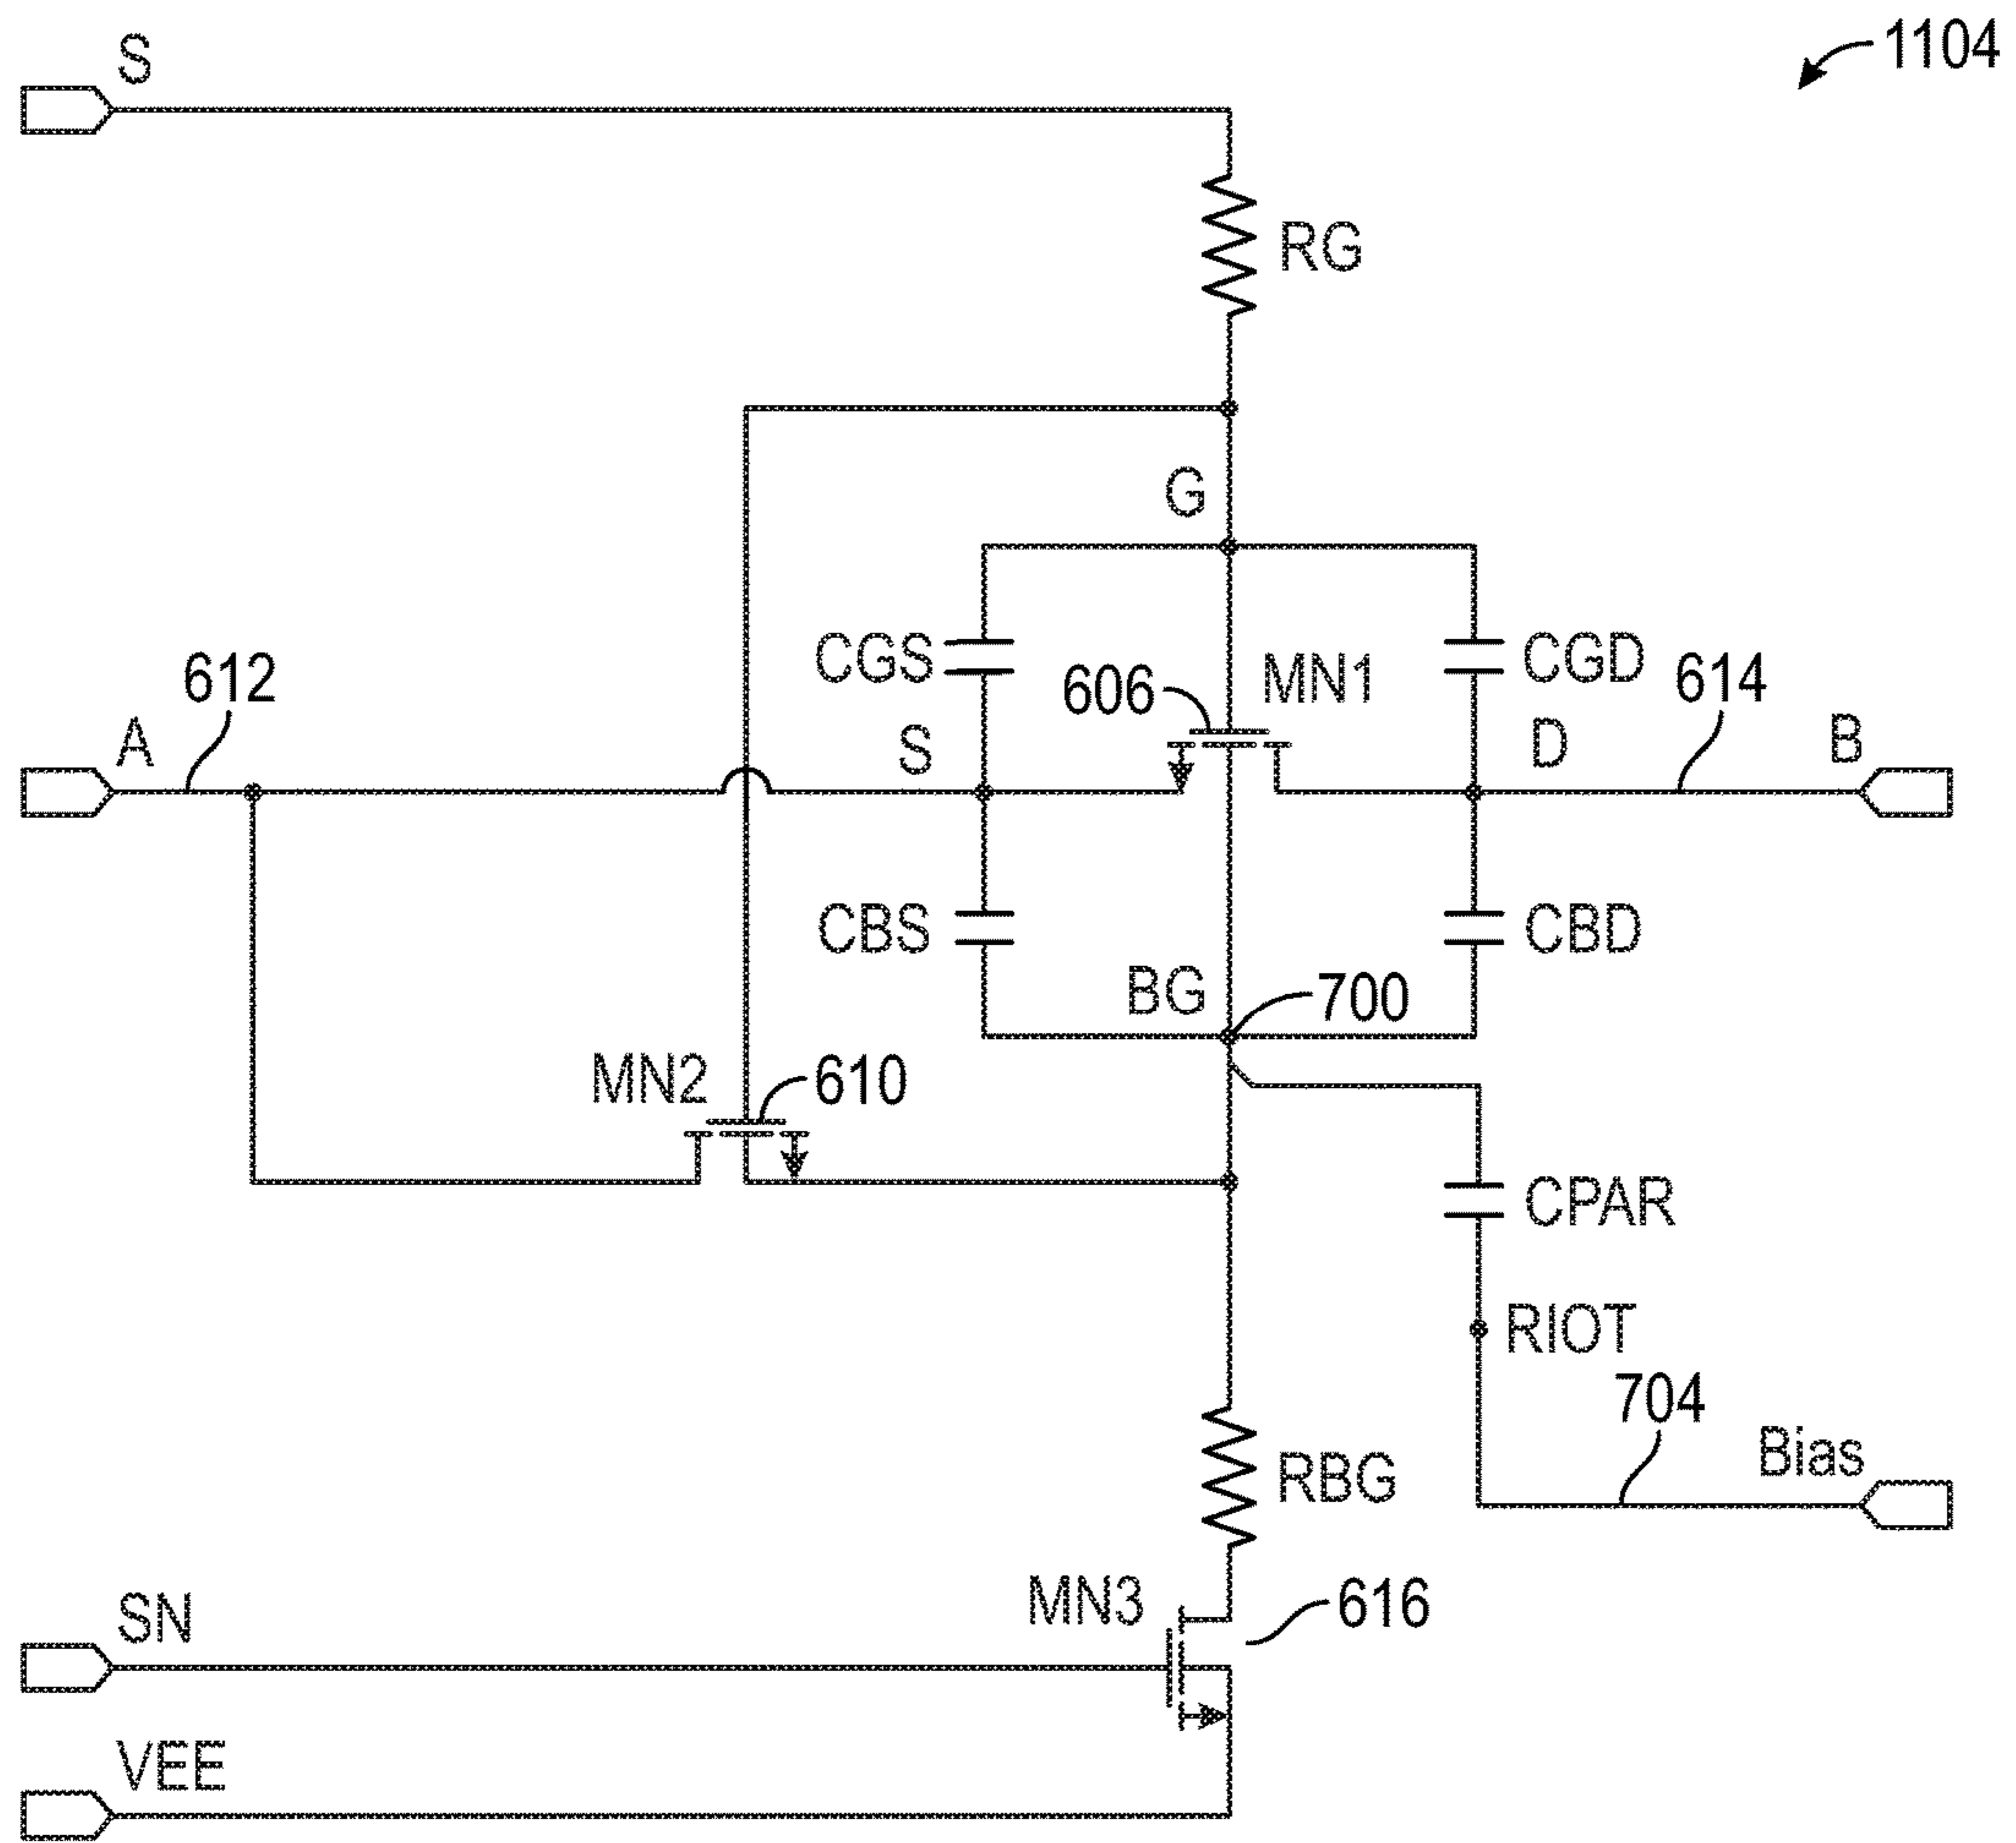 S
1104
RG
G
CGS
606
MN1
CGD
612
614
A
S
D
B
CBS
CBD
BG
700
MN2
610
CPAR
RIOT
704
Bias
RBG
MN3
616
SN
VEE